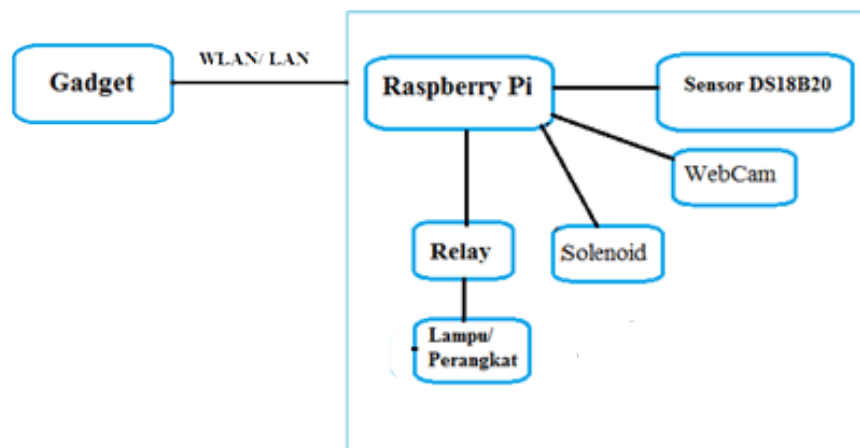 WLAN/ LAN
Gadget
Raspberry Pi
Sensor DS18B20
WebCam
Relay
Solenoid
Lampu/
Perangkat